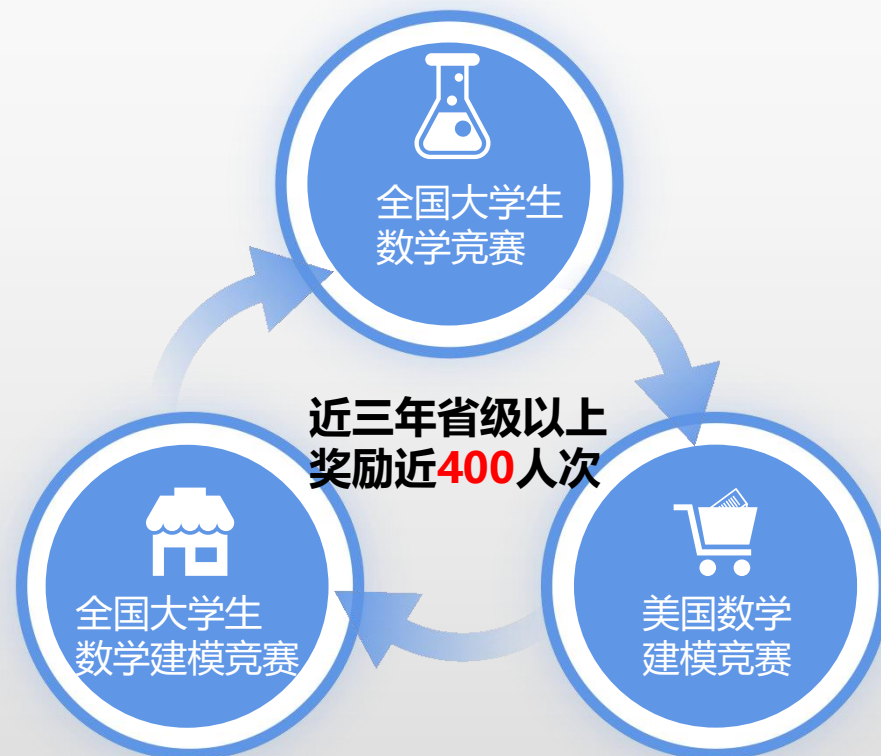 全国大学生
数学竞赛
近三年省级以上
奖励近400人次
全国大学生
数学建模竞赛
美国数学
建模竞赛